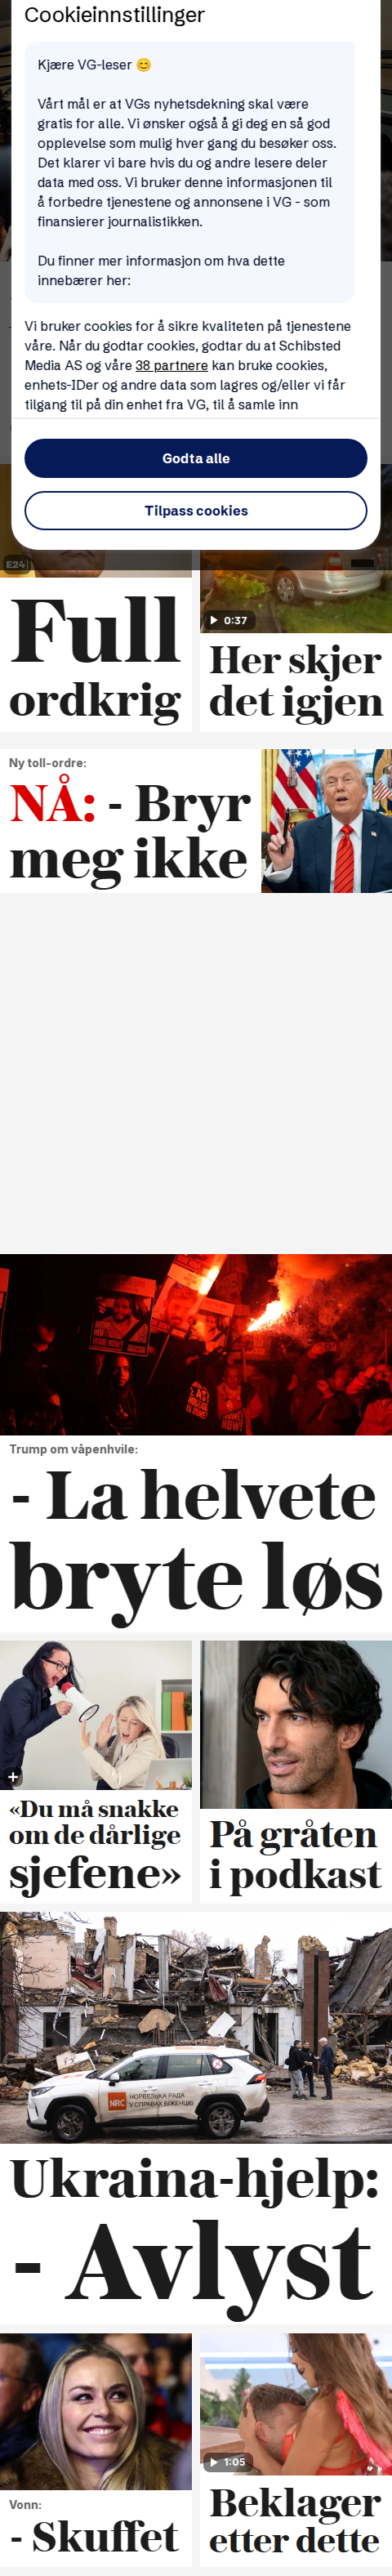 Cookieinnstillinger
Kjære VG-leser 😊
Vårt mål er at VGs nyhetsdekning skal være
gratis for alle. Vi ønsker også å gi deg en så god
opplevelse som mulig hver gang du besøker oss.
Det klarer vi bare hvis du og andre lesere deler
data med oss. Vi bruker denne informasjonen til
å forbedre tjenestene og annonsene i VG - som
finansierer journalistikken.
Du finner mer informasjon om hva dette
innebærer her:
Vi bruker cookies for å sikre kvaliteten på tjenestene
våre. Når du godtar cookies, godtar du at Schibsted
Media AS og våre 38 partnere kan bruke cookies,
enhets-IDer og andre data som lagres og/eller vi får
tilgang til på din enhet fra VG, til å samle inn
Godta alle
Tilpass cookies
E24
Full
ordkrig
0:37
Her skjer
det igjen
Ny toll-ordre:
NÅ: - Bryr
meg ikke
Trump om våpenhvile:
- La helvete
bryte løs
«Du må snakke
om de dårlige
sjefene»
På gråten
i podkast
NRC
НОРВЕЗЬКА РАДА
У СПРАВАХ БІЖЕНЦІВ
Ukraina-hjelp:
- Avlyst
Vonn:
- Skuffet
1:05
Beklager
etter dette